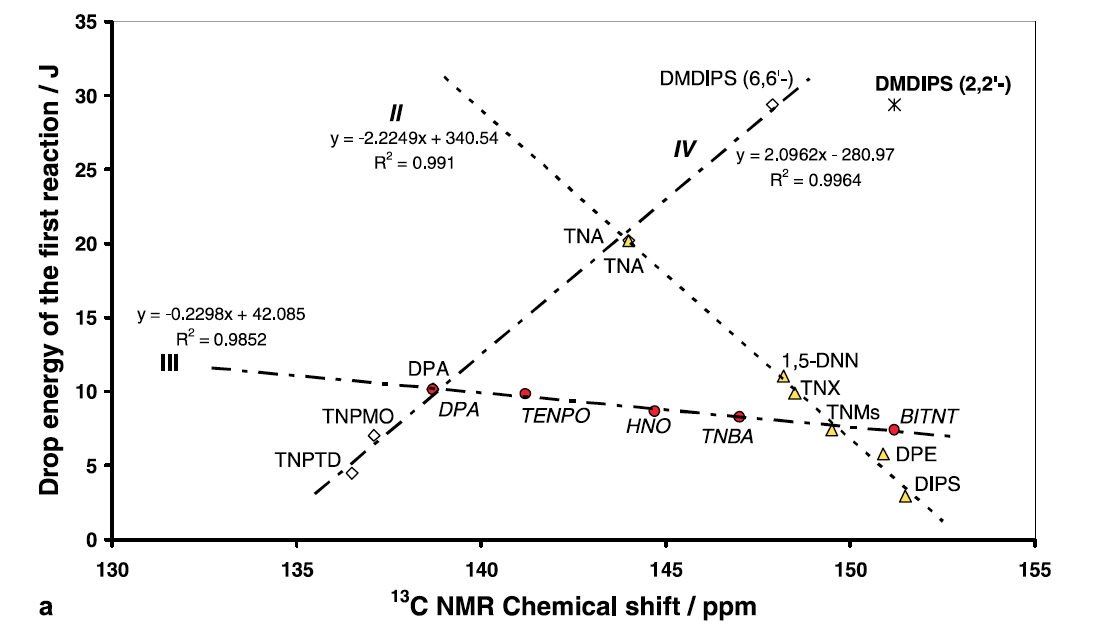 35
30
25
20
15
10
5
0
Drop energy of the first reaction / J
DMDIPS (6,6'-)
DMDIPS (2,2'-)
II
y = -2.2249x + 340.54
R² = 0.991
IV
y = 2.0962x - 280.97
R² = 0.9964
TNA
TNA
y = -0.2298x + 42.085
R² = 0.9852
III
DPA
DPA
1,5-DNN
TNX
TENPO
TNPMO
HNO
TNMs
BITNT
TNBA
TNPTD
DPE
DIPS
130
135
140
145
150
155
a
¹³C NMR Chemical shift / ppm